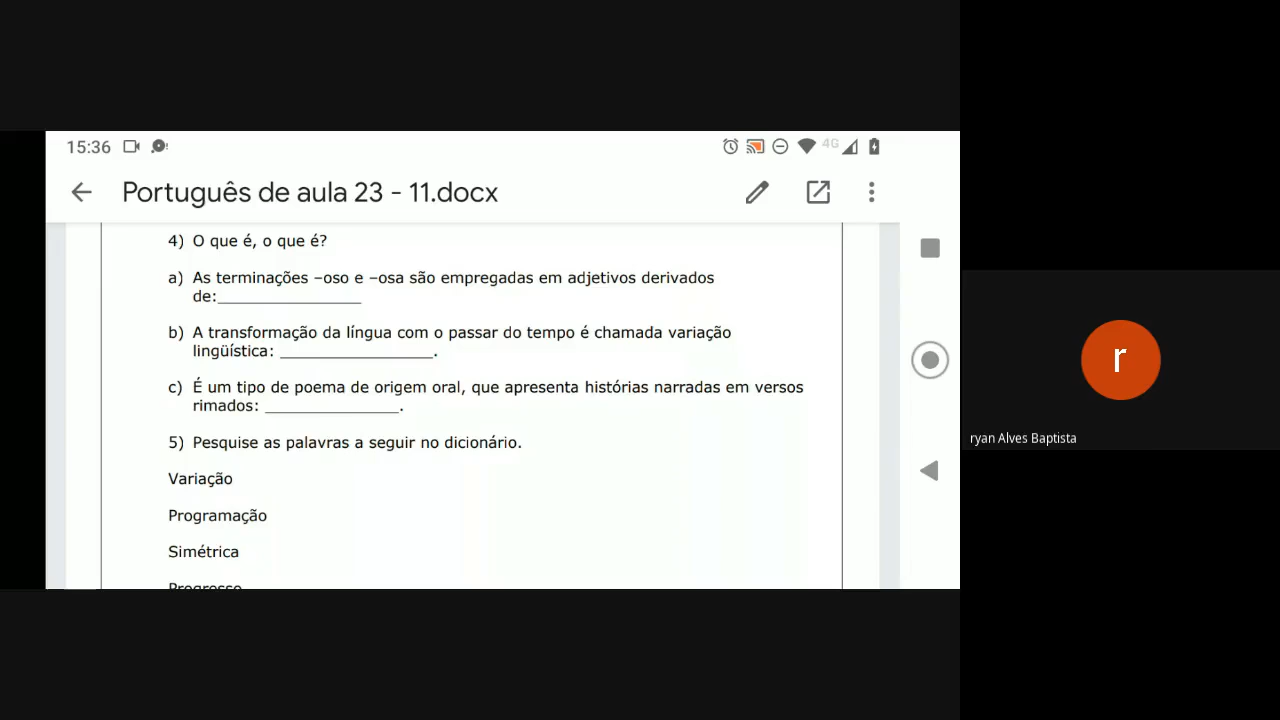 15:36
4G
Português de aula 23 - 11.docx
4) O que é, o que é?
a) As terminações –oso e –osa são empregadas em adjetivos derivados
de:_________________
b) A transformação da língua com o passar do tempo é chamada variação
lingüística: __________________.
c) É um tipo de poema de origem oral, que apresenta histórias narradas em versos
rimados: ________________.
5) Pesquise as palavras a seguir no dicionário.
Variação
Programação
Simétrica
Progresso
r
ryan Alves Baptista